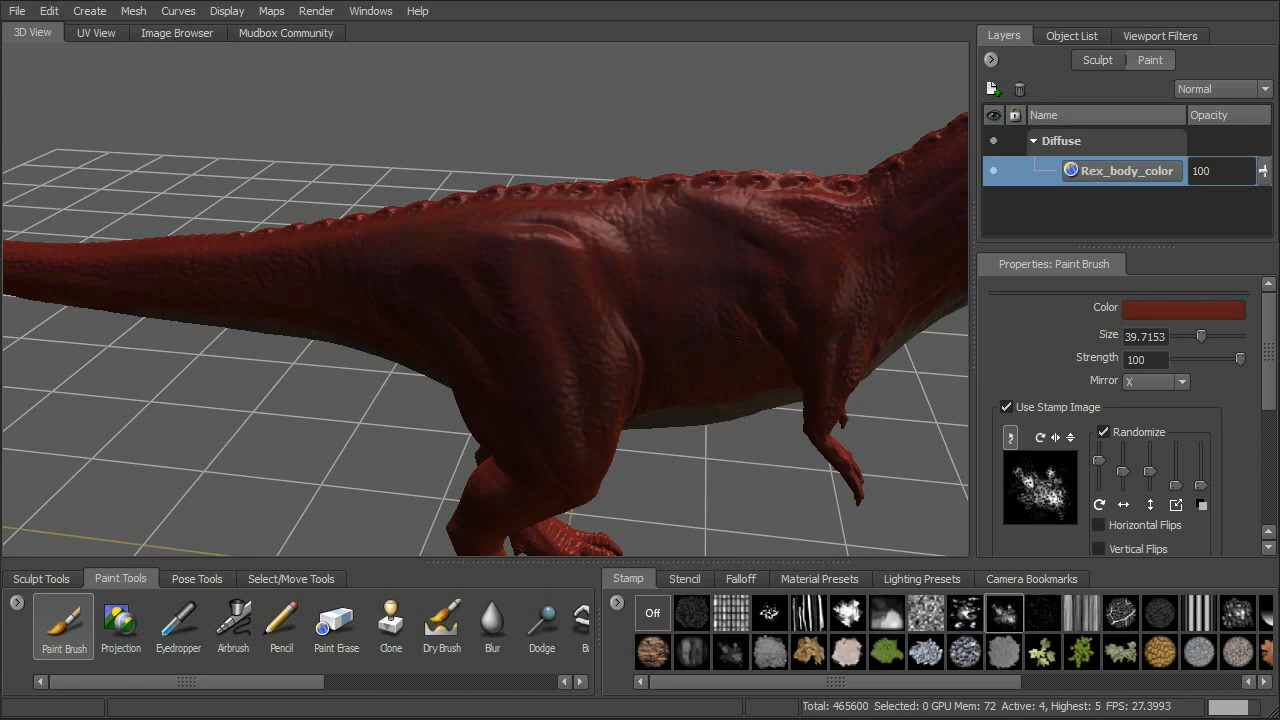 File Edit Create Mesh Curves Display Maps Render Windows Help
3D View UV View Image Browser Mudbox Community
Layers Object List Viewport Filters
Sculpt Paint
Normal
Name Opacity
Diffuse
Rex_body_color 100
Properties: Paint Brush
Color
Size 39.7153
Strength 100
Mirror X
Use Stamp Image
Randomize
Horizontal Flips
Vertical Flips
Sculpt Tools Paint Tools Pose Tools Select/Move Tools
Paint Brush Projection Eyedropper Airbrush Pencil Paint Erase Clone Dry Brush Blur Dodge
Stamp Stencil Falloff Material Presets Lighting Presets Camera Bookmarks
Off
Total: 465600 Selected: 0 GPU Mem: 72 Active: 4, Highest: 5 FPS: 27.3993